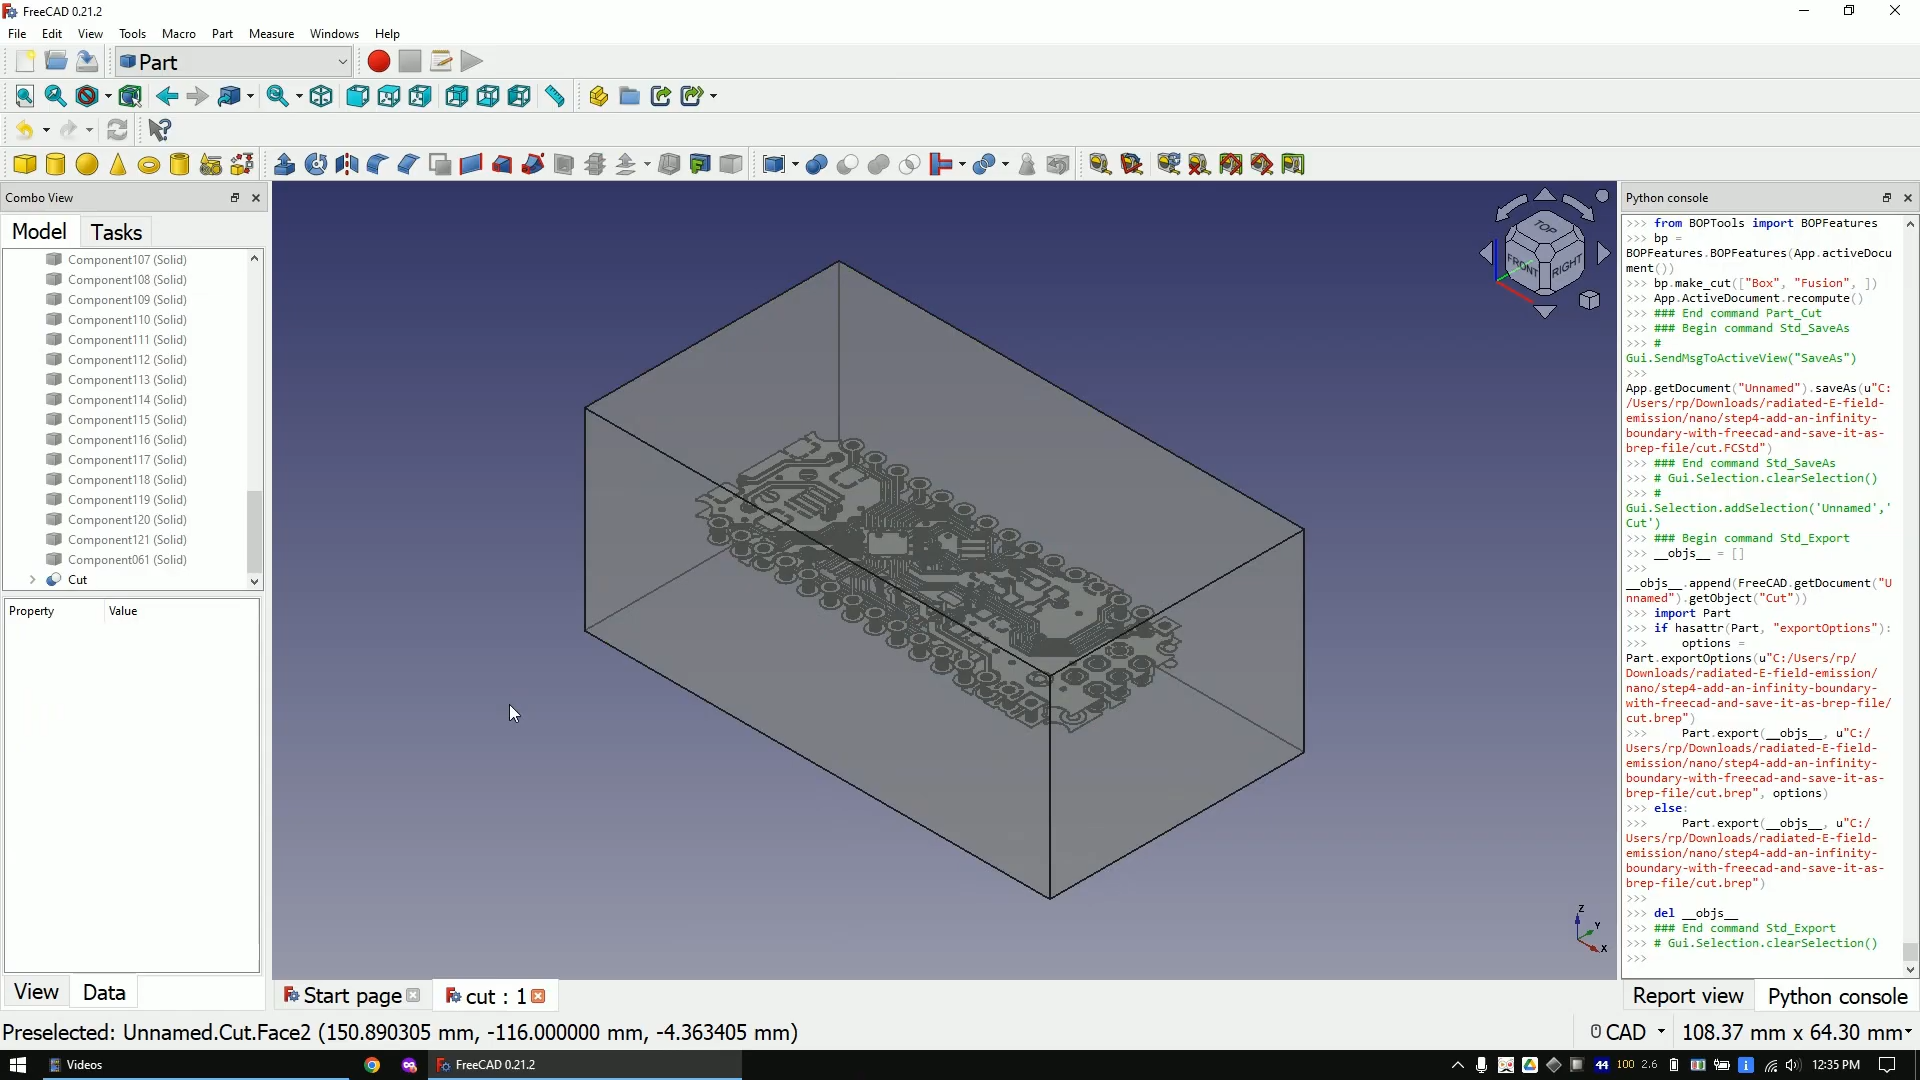 FreeCAD 0.21.2
File Edit View Tools Macro Part Measure Windows Help
Part
Combo View
Model Tasks
Component107 (Solid)
Component108 (Solid)
Component109 (Solid)
Component110 (Solid)
Component111 (Solid)
Component112 (Solid)
Component113 (Solid)
Component114 (Solid)
Component115 (Solid)
Component116 (Solid)
Component117 (Solid)
Component118 (Solid)
Component119 (Solid)
Component120 (Solid)
Component121 (Solid)
Component061 (Solid)
Cut
Property Value
View Data
TOP
FRONT RIGHT
Z
Y
X
Start page
cut : 1
Python console
>>> from BOPTools import BOPFeatures
>>> bp =
BOPFeatures.BOPFeatures(App.activeDocu
ment())
>>> bp.make_cut(["Box", "Fusion", ])
>>> App.ActiveDocument.recompute()
>>> ### End command Part_Cut
>>> ### Begin command Std_SaveAs
>>> #
Gui.SendMsgToActiveView("SaveAs")
>>>
App.getDocument("Unnamed").saveAs(u"C:
/Users/rp/Downloads/radiated-E-field-
emission/nano/step4-add-an-infinity-
boundary-with-freecad-and-save-it-as-
brep-file/cut.FCStd")
>>> ### End command Std_SaveAs
>>> # Gui.Selection.clearSelection()
>>> #
Gui.Selection.addSelection('Unnamed','
Cut')
>>> ### Begin command Std_Export
>>> __objs__ = []
>>>
__objs__.append(FreeCAD.getDocument("U
nnamed").getObject("Cut"))
>>> import Part
>>> if hasattr(Part, "exportOptions"):
>>>     options =
Part.exportOptions(u"C:/Users/rp/
Downloads/radiated-E-field-emission/
nano/step4-add-an-infinity-boundary-
with-freecad-and-save-it-as-brep-file/
cut.brep")
>>>     Part.export(__objs__, u"C:/
Users/rp/Downloads/radiated-E-field-
emission/nano/step4-add-an-infinity-
boundary-with-freecad-and-save-it-as-
brep-file/cut.brep", options)
>>> else:
>>>     Part.export(__objs__, u"C:/
Users/rp/Downloads/radiated-E-field-
emission/nano/step4-add-an-infinity-
boundary-with-freecad-and-save-it-as-
brep-file/cut.brep")
>>>
>>> del __objs__
>>> ### End command Std_Export
>>> # Gui.Selection.clearSelection()
>>>
Report view Python console
Preselected: Unnamed.Cut.Face2 (150.890305 mm, -116.000000 mm, -4.363405 mm)
CAD 108.37 mm x 64.30 mm
Videos
FreeCAD 0.21.2
44 100 2.6
12:35 PM